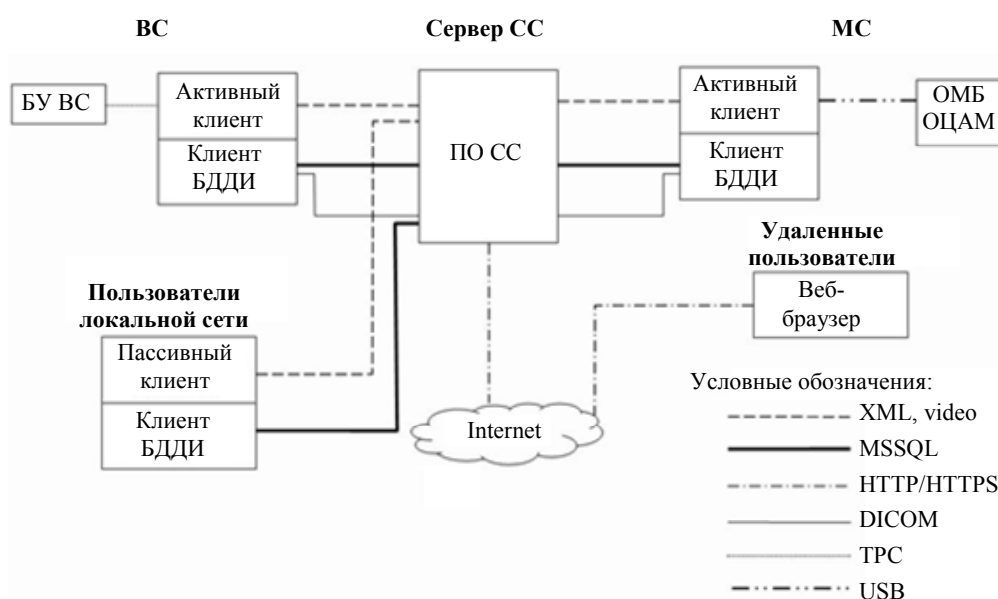 ВС
Сервер СС
МС
БУ ВС
Активный
клиент
Клиент
БДДИ
ПО СС
Активный
клиент
Клиент
БДДИ
ОМБ
ОЦАМ
Удаленные
пользователи
Веб-
браузер
Пользователи
локальной сети
Пассивный
клиент
Клиент
БДДИ
Internet
Условные обозначения:
XML, video
MSSQL
HTTP/HTTPS
DICOM
TPC
USB